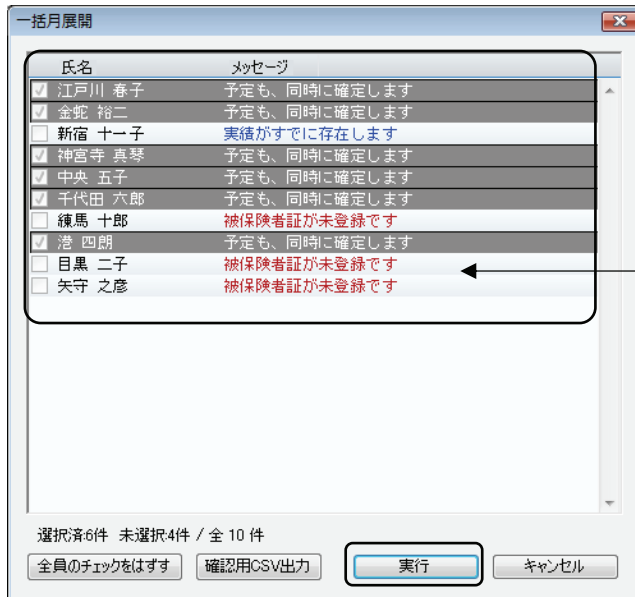 一括月展開
氏名 メッセージ
江戸川 春子 予定も、同時に確定します
金蛇 裕二 予定も、同時に確定します
新宿 十一子 実績がすでに存在します
神宮寺 真琴 予定も、同時に確定します
中央 五子 予定も、同時に確定します
千代田 六郎 予定も、同時に確定します
練馬 十郎 被保険者証が未登録です
港 四朗 予定も、同時に確定します
目黒 二子 被保険者証が未登録です
矢守 之彦 被保険者証が未登録です
選択済:6件 未選択:4件 / 全 10 件
全員のチェックをはずす 確認用CSV出力 実行 キャンセル